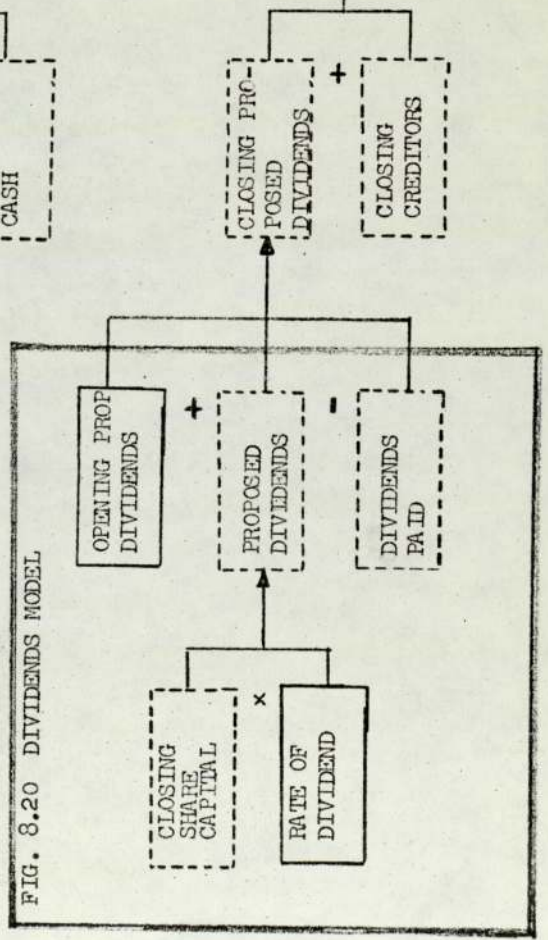 FIG. 8.20 DIVIDENDS MODEL
CLOSING
SHARE
CAPITAL
×
RATE OF
DIVIDEND
OPENING PROP
DIVIDENDS
+
PROPOSED
DIVIDENDS
-
DIVIDENDS
PAID
CLOSING PRO
POSED
DIVIDENDS
+
CLOSING
CREDITORS
CASH